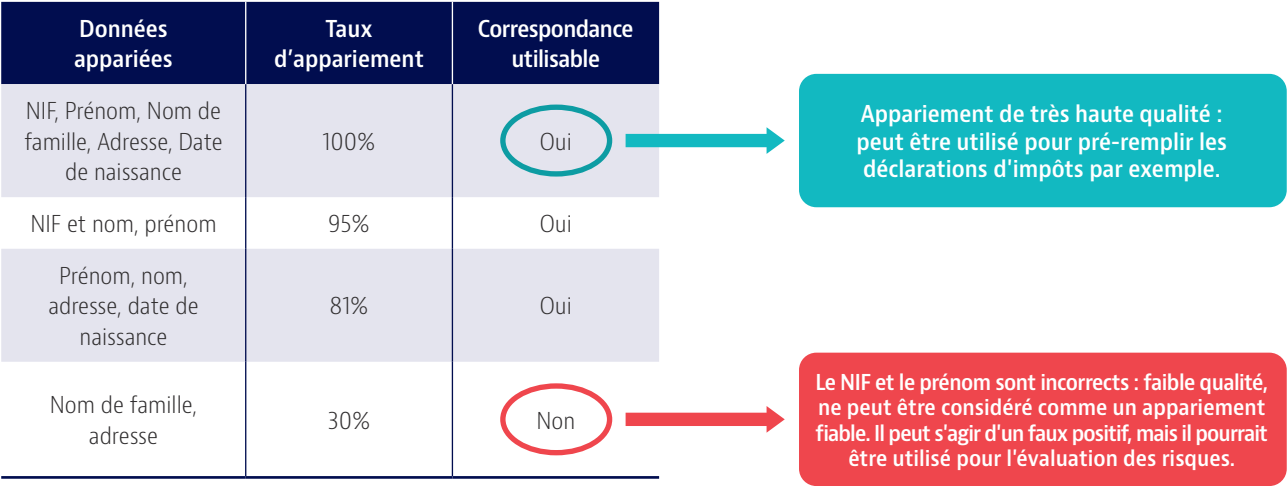 Données
appariées
Taux
d'appariement
Correspondance
utilisable
NIF, Prénom, Nom de
famille, Adresse, Date
de naissance
100%
Oui
Appariement de très haute qualité :
peut être utilisé pour pré-remplir les
déclarations d'impôts par exemple.
NIF et nom, prénom
95%
Oui
Prénom, nom,
adresse, date de
naissance
81%
Oui
Nom de famille,
adresse
30%
Non
Le NIF et le prénom sont incorrects : faible qualité,
ne peut être considéré comme un appariement
fiable. Il peut s'agir d'un faux positif, mais il pourrait
être utilisé pour l'évaluation des risques.